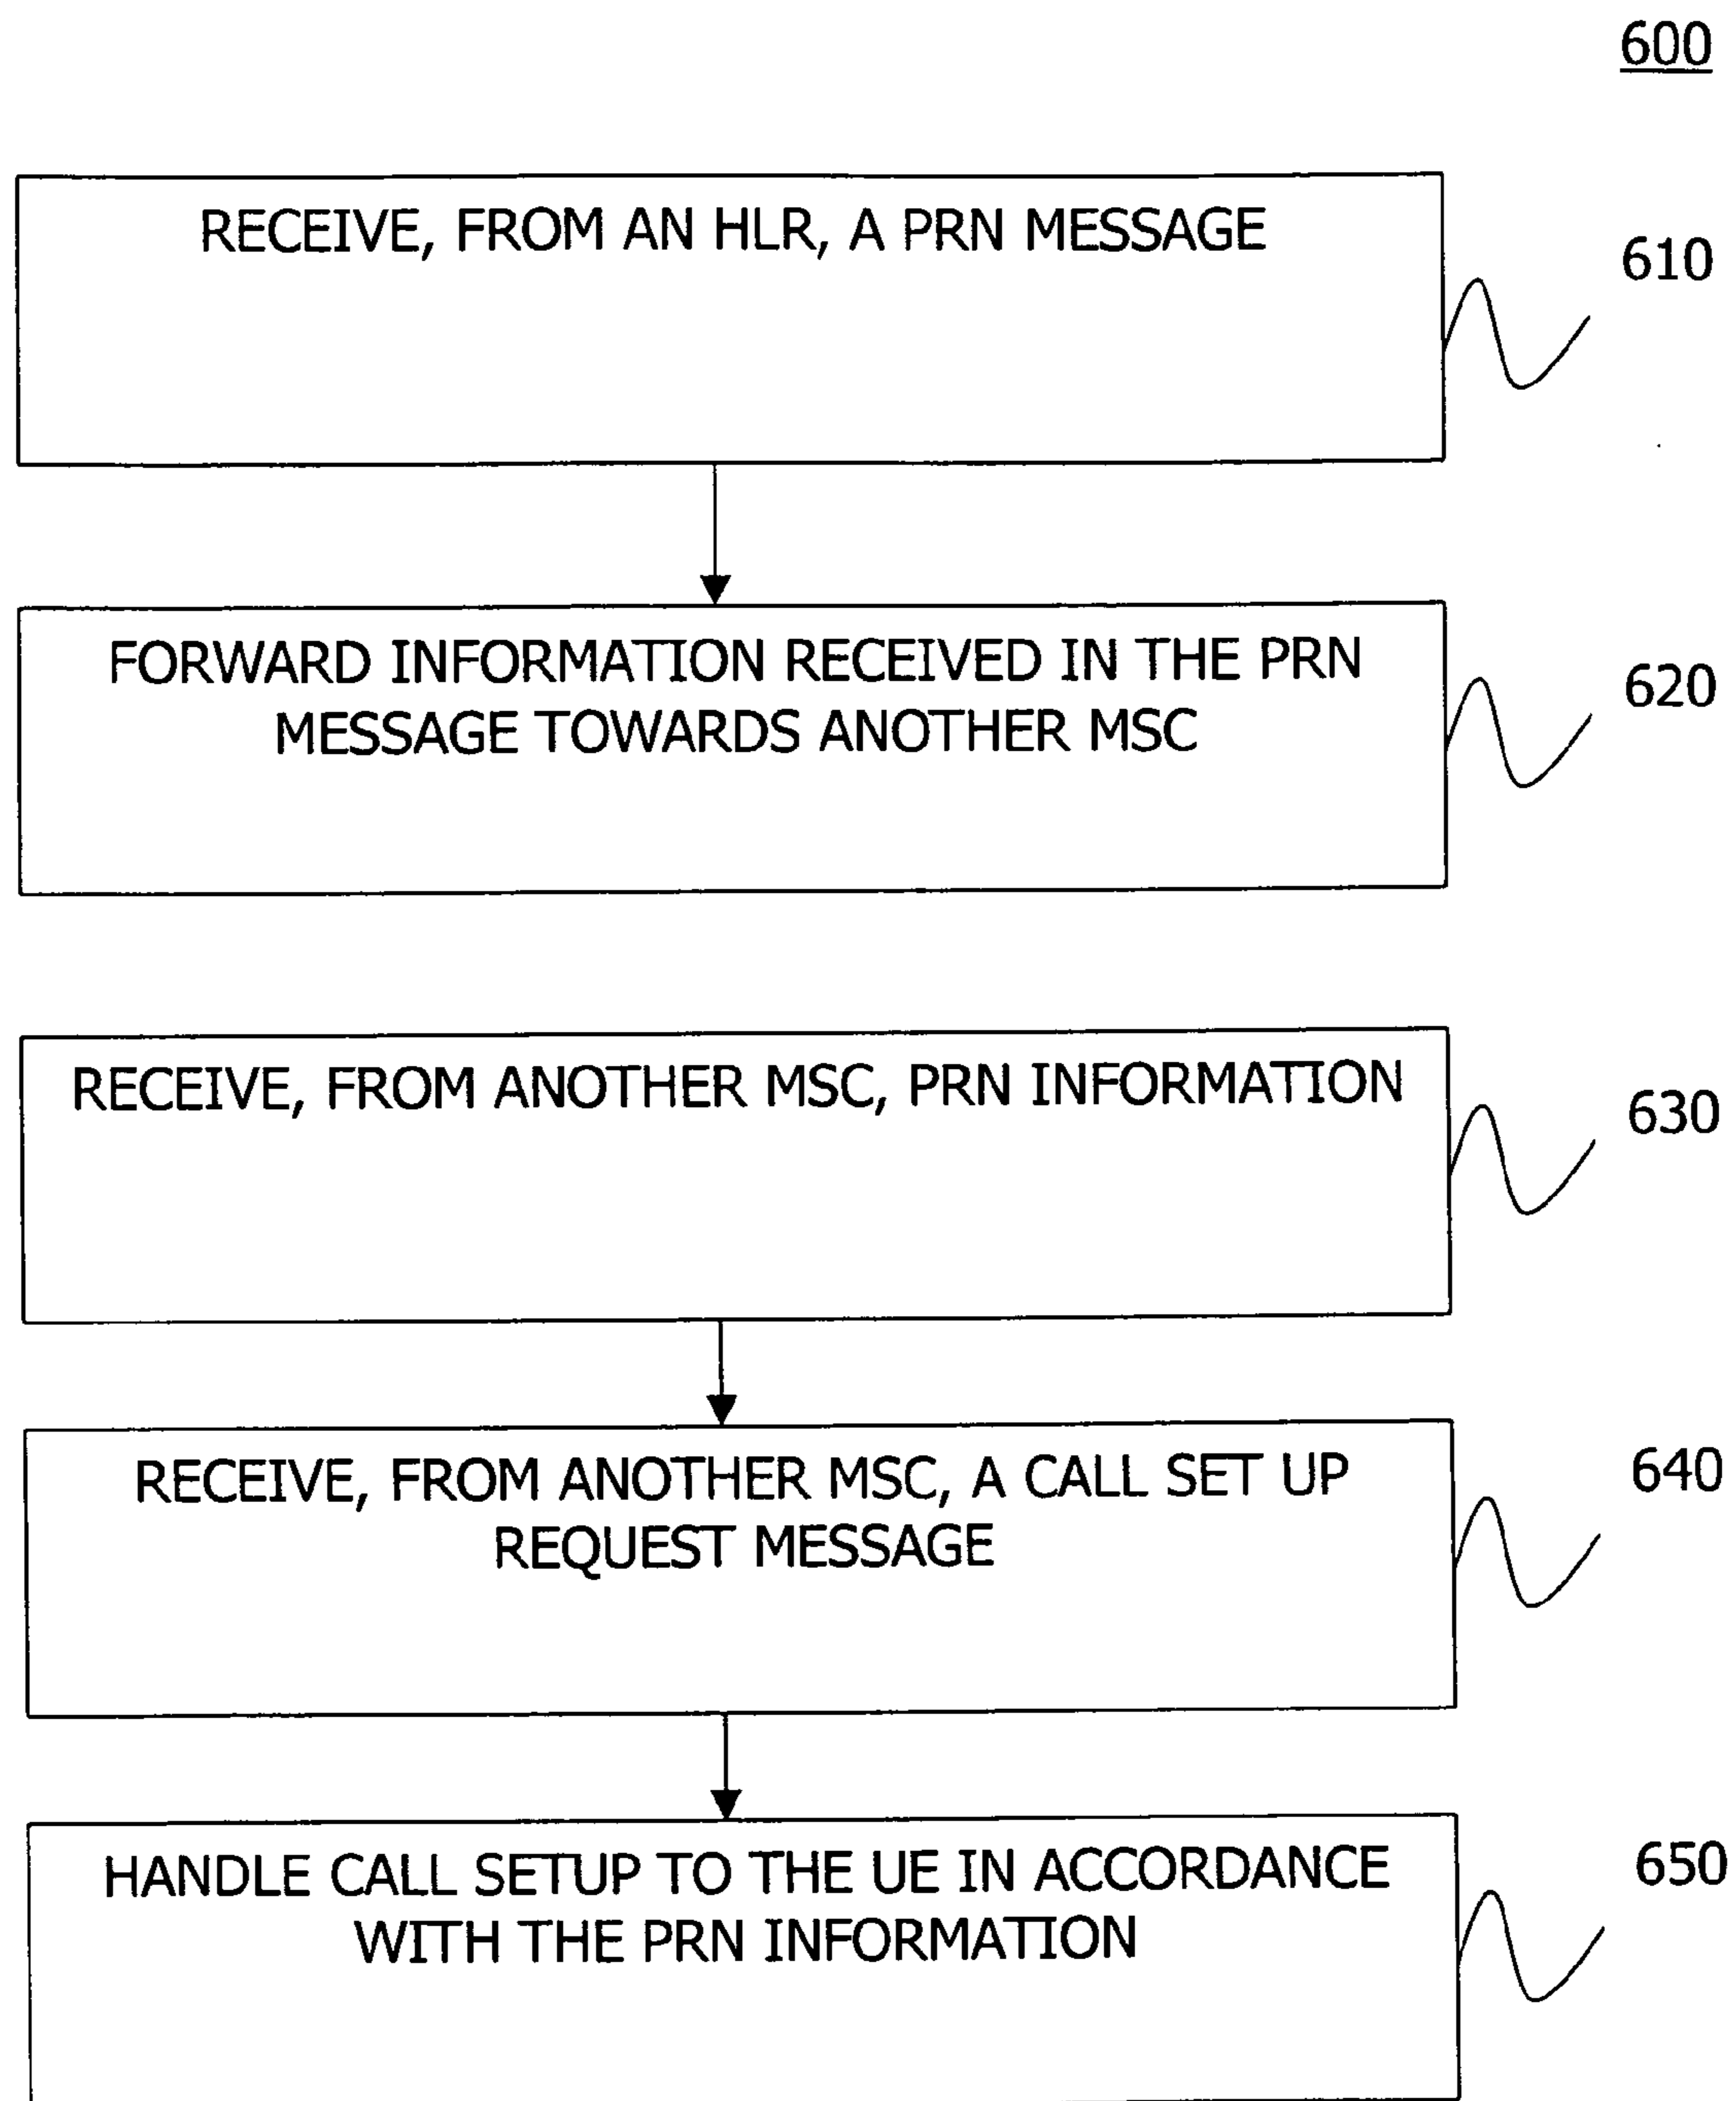 600
RECEIVE, FROM AN HLR, A PRN MESSAGE
610
FORWARD INFORMATION RECEIVED IN THE PRN
MESSAGE TOWARDS ANOTHER MSC
620
RECEIVE, FROM ANOTHER MSC, PRN INFORMATION
630
RECEIVE, FROM ANOTHER MSC, A CALL SET UP
REQUEST MESSAGE
640
HANDLE CALL SETUP TO THE UE IN ACCORDANCE
WITH THE PRN INFORMATION
650